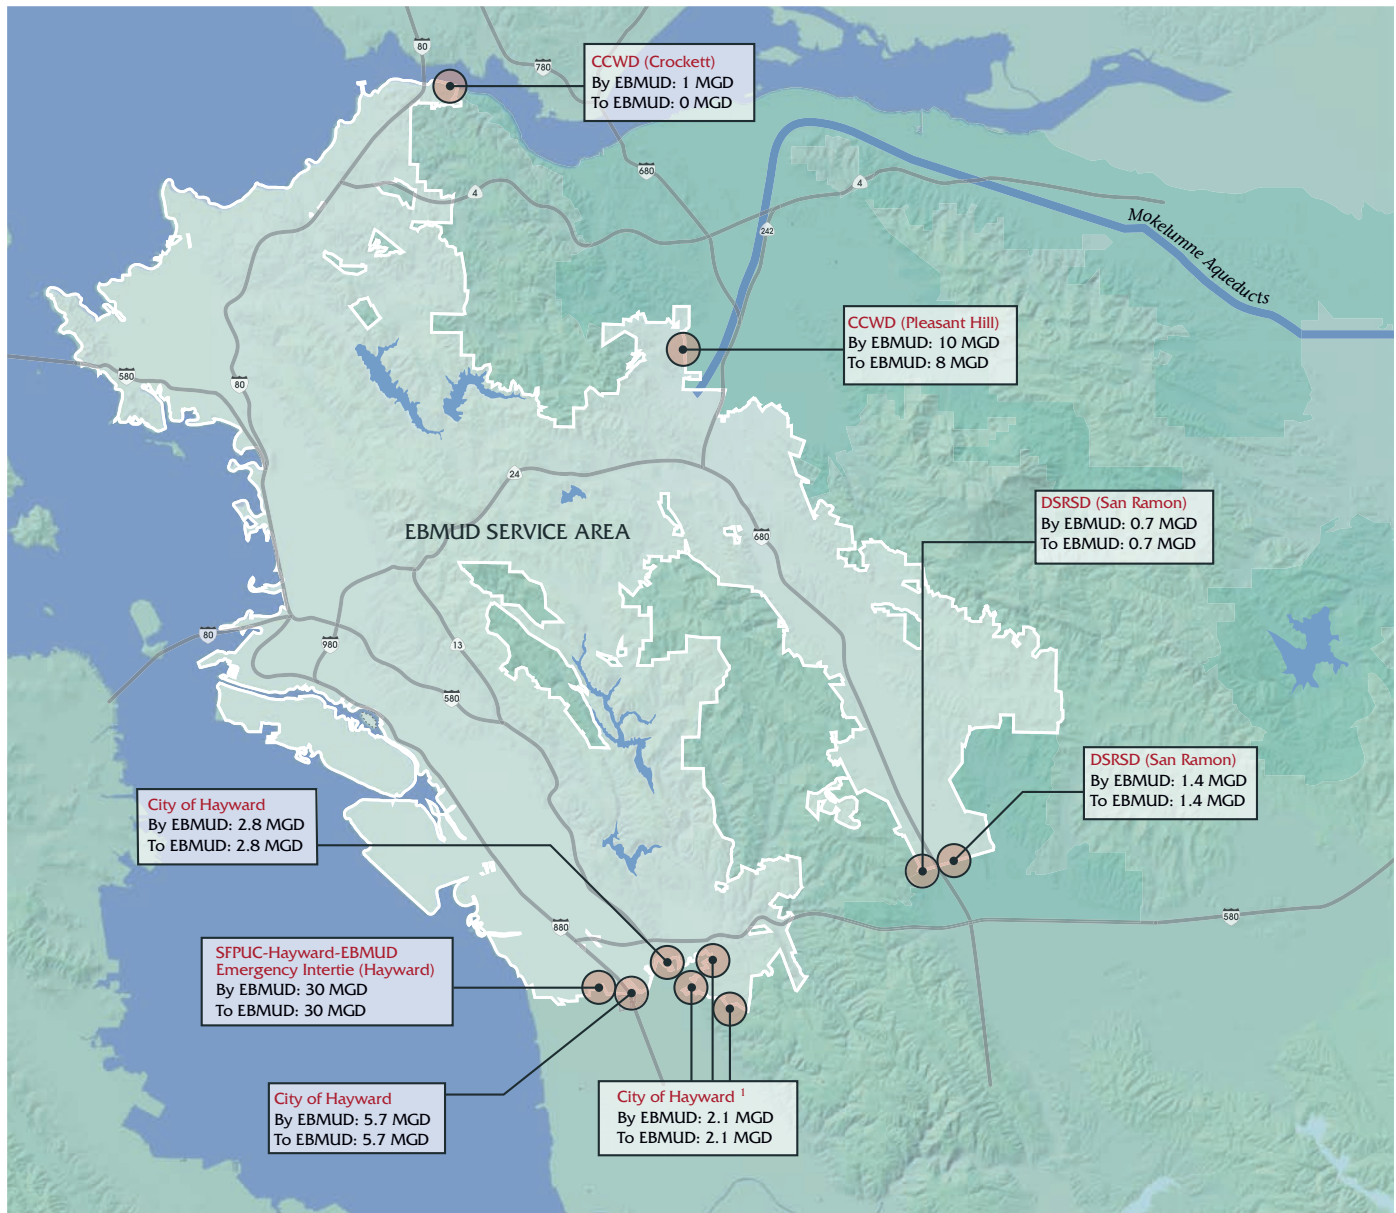 80
780
CCWD (Crockett)
By EBMUD: 1 MGD
To EBMUD: 0 MGD
680
4
4
242
Mokelumne Aqueducts
CCWD (Pleasant Hill)
By EBMUD: 10 MGD
To EBMUD: 8 MGD
580
80
24
EBMUD SERVICE AREA
680
DSRSD (San Ramon)
By EBMUD: 0.7 MGD
To EBMUD: 0.7 MGD
80
980
13
580
DSRSD (San Ramon)
By EBMUD: 1.4 MGD
To EBMUD: 1.4 MGD
City of Hayward
By EBMUD: 2.8 MGD
To EBMUD: 2.8 MGD
880
580
SFPUC-Hayward-EBMUD
Emergency Intertie (Hayward)
By EBMUD: 30 MGD
To EBMUD: 30 MGD
City of Hayward
By EBMUD: 5.7 MGD
To EBMUD: 5.7 MGD
City of Hayward 1
By EBMUD: 2.1 MGD
To EBMUD: 2.1 MGD